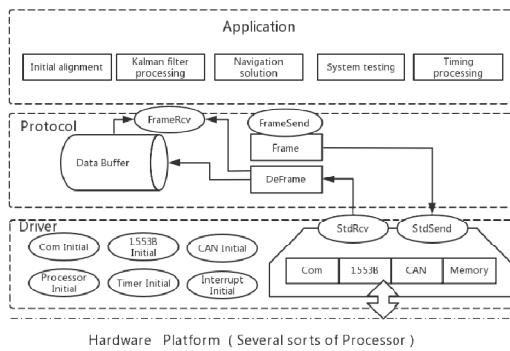 Application
Initial alignment
Kalman filter
processing
Navigation
solution
System testing
Timing
processing
Protocol
FrameRcv
FrameSend
Frame
Data Buffer
DeFrame
Driver
StdRcv
StdSend
Com Initial
1553B
Initial
CAN Initial
Processor
Initial
Timer Initial
Interrupt
Initial
Com
1553B
CAN
Memory
Hardware Platform ( Several sorts of Processor )